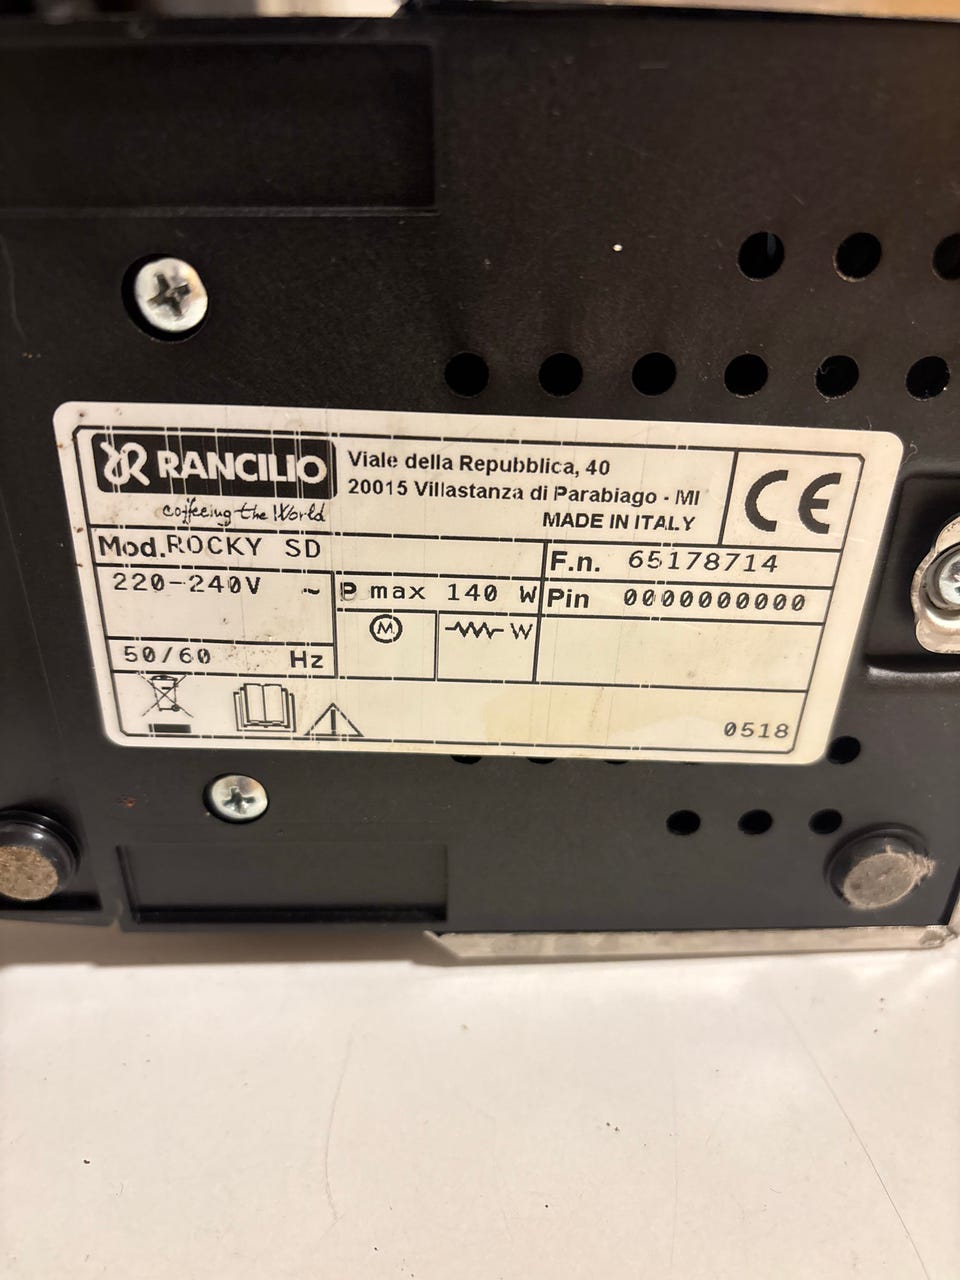 RANCILIO
coffeeing the World
Viale della Repubblica, 40
20015 Villastanza di Parabiago - MI
MADE IN ITALY
CE
Mod. ROCKY SD
F.n. 65178714
220-240V ~
P max 140 W
Pin 0000000000
M
W
50/60 Hz
0518